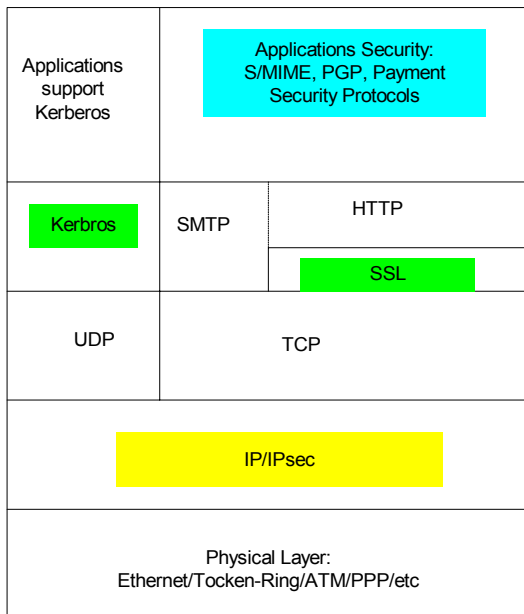 Applications
support
Kerberos
Applications Security:
S/MIME, PGP, Payment
Security Protocols
Kerbros
SMTP
HTTP
SSL
UDP
TCP
IP/IPsec
Physical Layer:
Ethernet/Tocken-Ring/ATM/PPP/etc